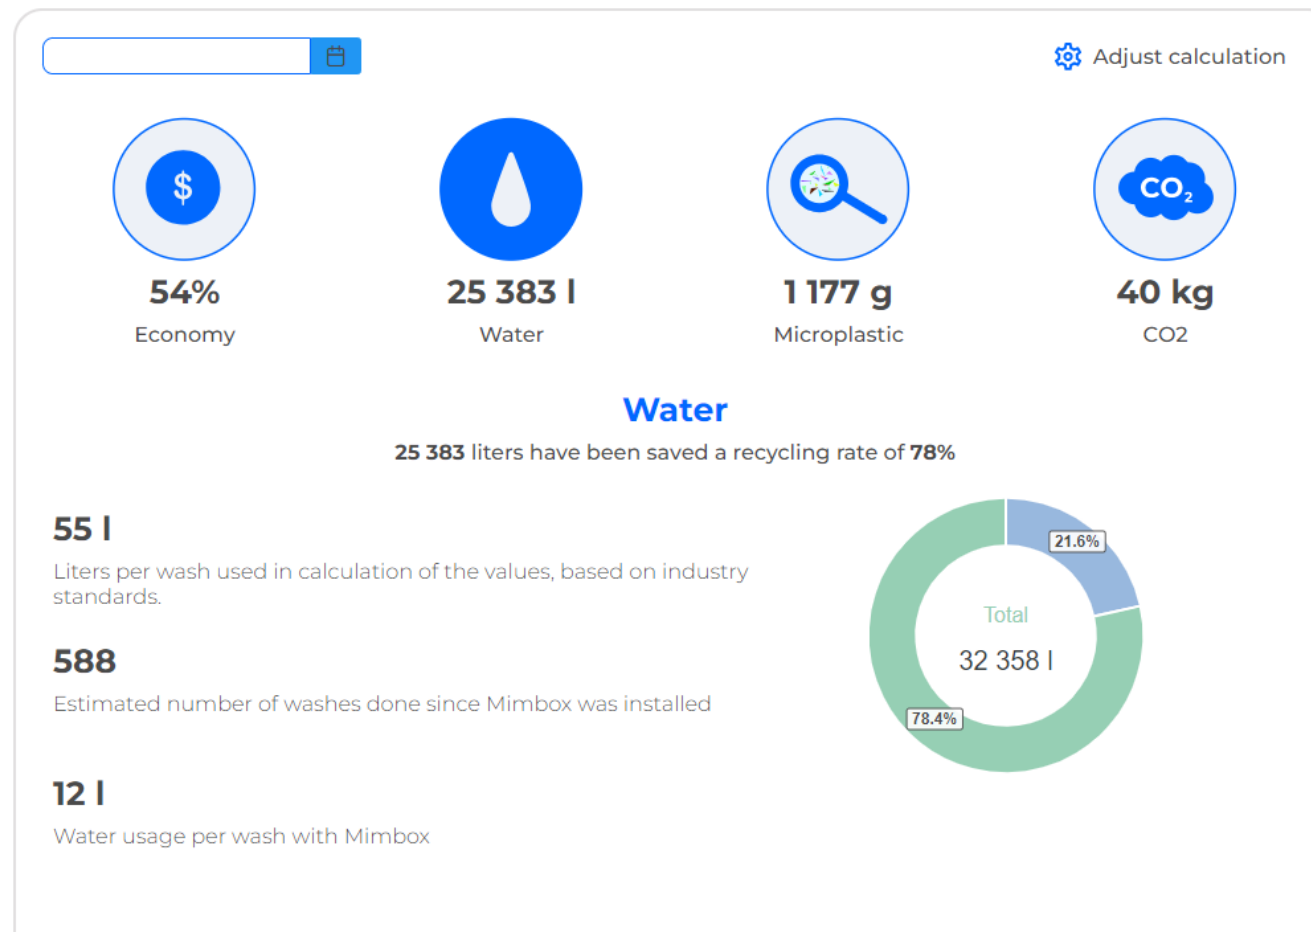 Adjust calculation
$
CO₂
54%
25 383 l
1 177 g
40 kg
Economy
Water
Microplastic
CO2
Water
25 383 liters have been saved a recycling rate of 78%
55 l
Liters per wash used in calculation of the values, based on industry
standards.
588
Estimated number of washes done since Mimbox was installed
12 l
Water usage per wash with Mimbox
21.6%
Total
32 358 l
78.4%